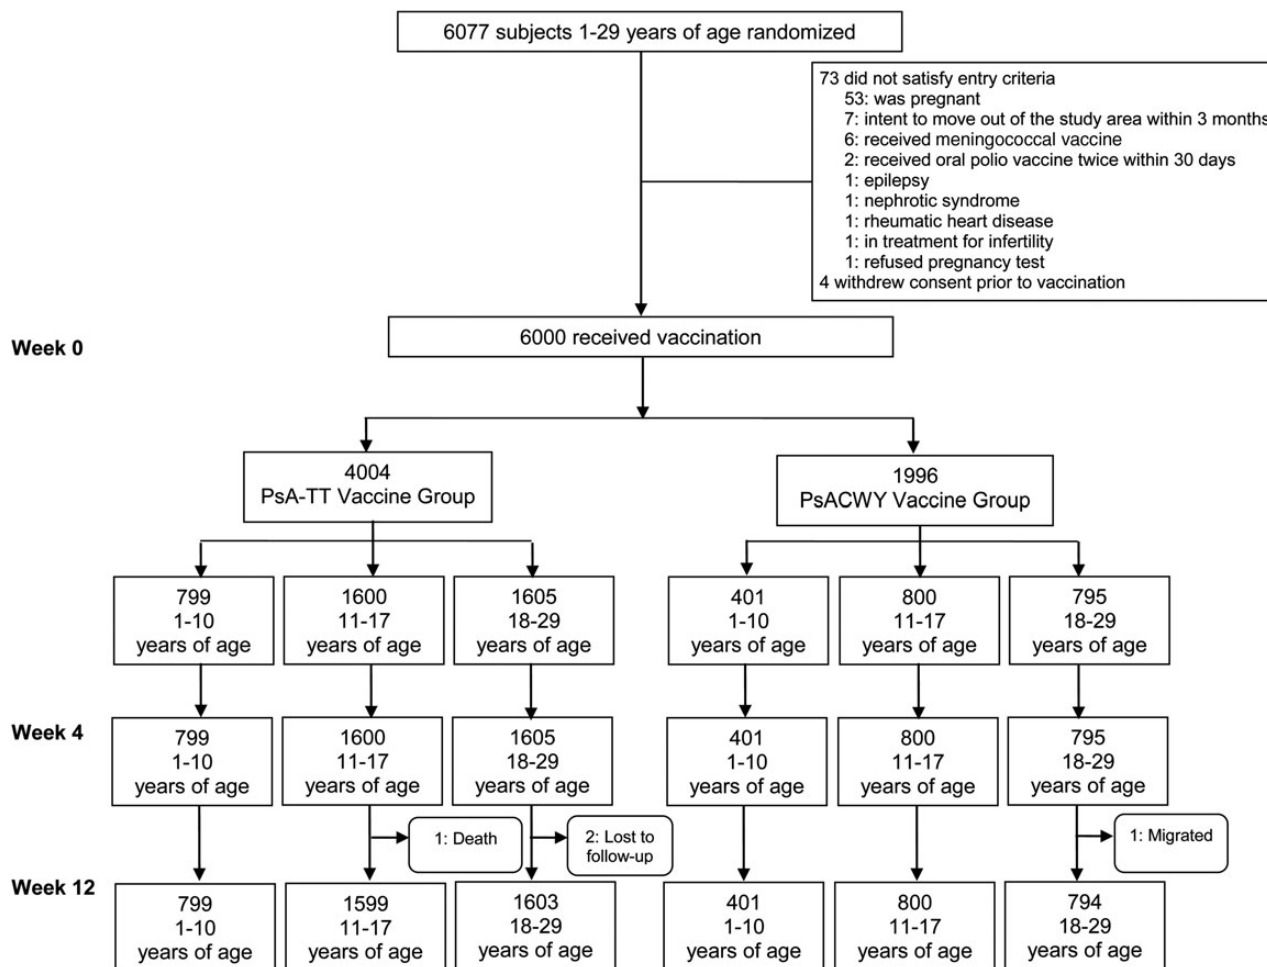 6077 subjects 1-29 years of age randomized
73 did not satisfy entry criteria
53: was pregnant
7: intent to move out of the study area within 3 months
6: received meningococcal vaccine
2: received oral polio vaccine twice within 30 days
1: epilepsy
1: nephrotic syndrome
1: rheumatic heart disease
1: in treatment for infertility
1: refused pregnancy test
4 withdrew consent prior to vaccination
Week 0
6000 received vaccination
4004
PsA-TT Vaccine Group
1996
PsACWY Vaccine Group
799
1-10
years of age
1600
11-17
years of age
1605
18-29
years of age
401
1-10
years of age
800
11-17
years of age
795
18-29
years of age
Week 4
799
1-10
years of age
1600
11-17
years of age
1605
18-29
years of age
401
1-10
years of age
800
11-17
years of age
795
18-29
years of age
1: Death
2: Lost to
follow-up
1: Migrated
Week 12
799
1-10
years of age
1599
11-17
years of age
1603
18-29
years of age
401
1-10
years of age
800
11-17
years of age
794
18-29
years of age